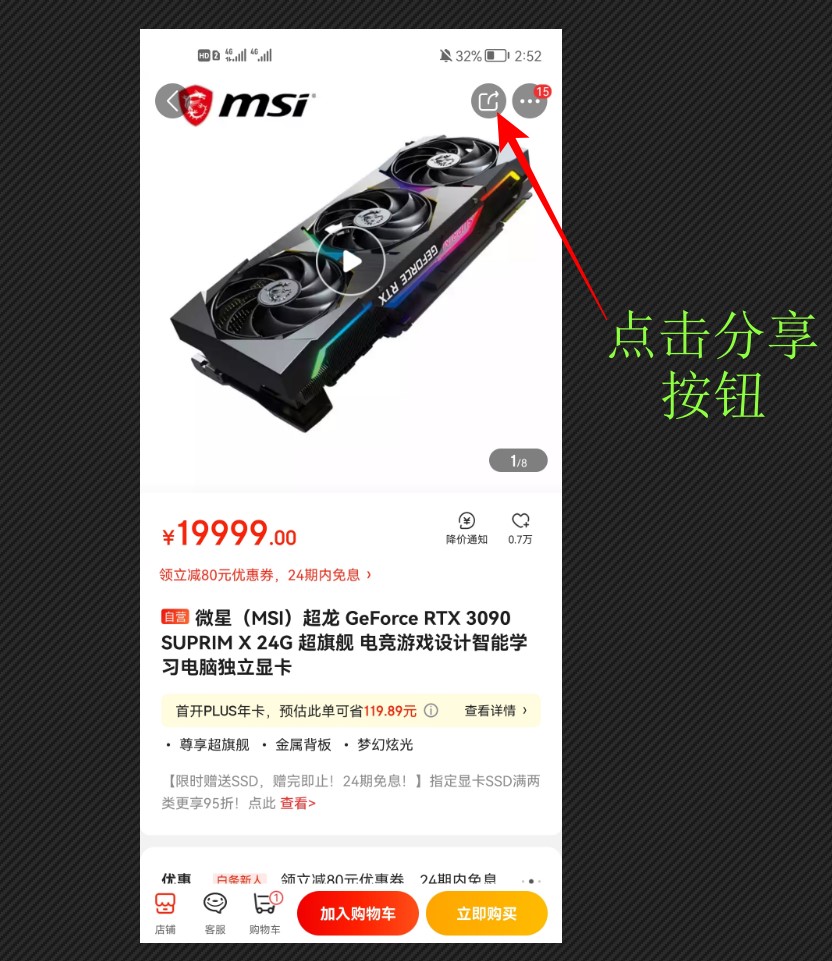 HD 2 4G 4G 32% 2:52
msi
15
GEFORCE RTX
点击分享
按钮
1/8
¥19999.00
降价通知 0.7万
领立减80元优惠券，24期内免息 ›
自营 微星（MSI）超龙 GeForce RTX 3090
SUPRIM X 24G 超旗舰 电竞游戏设计智能学
习电脑独立显卡
首开PLUS年卡，预估此单可省119.89元 查看详情 ›
· 尊享超旗舰 · 金属背板 · 梦幻炫光
【限时赠送SSD，赠完即止！24期免息！】指定显卡SSD满两
类更享95折！点此 查看>
优惠 白条新人 领立减80元优惠券 24期内免息
1
店铺 客服 购物车 加入购物车 立即购买